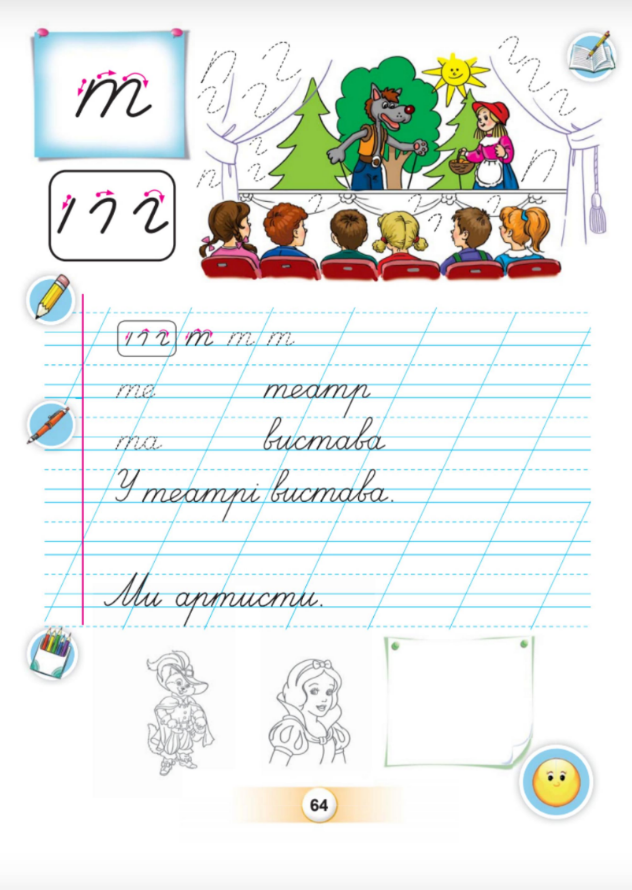 т
т т т
те театр
та вистава
У театрі вистава.
Ми артисти.
64